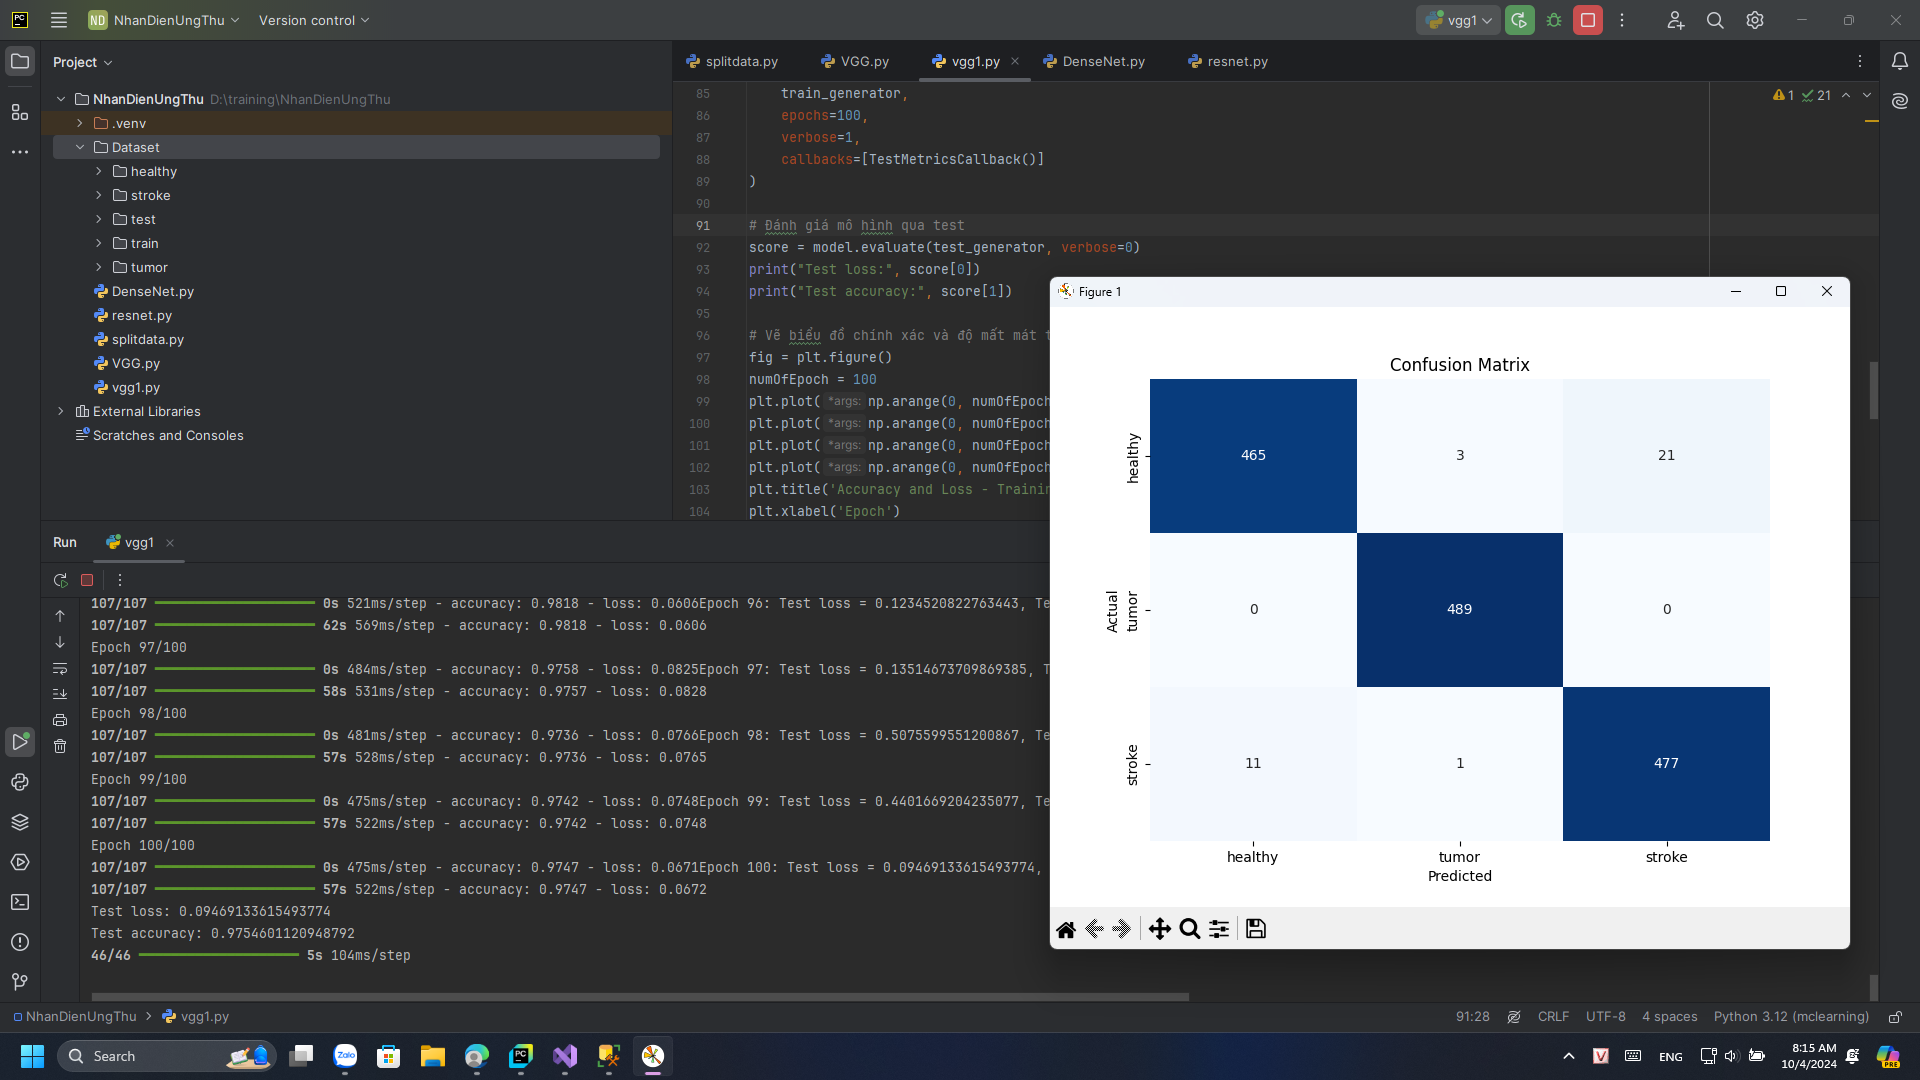 ND NhanDienUngThu Version control vgg1
Project
NhanDienUngThu D:\training\NhanDienUngThu
.venv
Dataset
healthy
stroke
test
train
tumor
DenseNet.py
resnet.py
splitdata.py
VGG.py
vgg1.py
External Libraries
Scratches and Consoles
splitdata.py VGG.py vgg1.py DenseNet.py resnet.py
1 21
85 train_generator,
86 epochs=100,
87 verbose=1,
88 callbacks=[TestMetricsCallback()]
89 )
90
91 # Đánh giá mô hình qua test
92 score = model.evaluate(test_generator, verbose=0)
93 print("Test loss:", score[0])
94 print("Test accuracy:", score[1])
95
96 # Vẽ biểu đồ chính xác và độ mất mát t
97 fig = plt.figure()
98 numOfEpoch = 100
99 plt.plot( *args: np.arange(0, numOfEpoch
100 plt.plot( *args: np.arange(0, numOfEpoch
101 plt.plot( *args: np.arange(0, numOfEpoch
102 plt.plot( *args: np.arange(0, numOfEpoch
103 plt.title('Accuracy and Loss - Trainin
104 plt.xlabel('Epoch')
Run vgg1
107/107 0s 521ms/step - accuracy: 0.9818 - loss: 0.0606Epoch 96: Test loss = 0.1234520822763443, Te
107/107 62s 569ms/step - accuracy: 0.9818 - loss: 0.0606
Epoch 97/100
107/107 0s 484ms/step - accuracy: 0.9758 - loss: 0.0825Epoch 97: Test loss = 0.13514673709869385, T
107/107 58s 531ms/step - accuracy: 0.9757 - loss: 0.0828
Epoch 98/100
107/107 0s 481ms/step - accuracy: 0.9736 - loss: 0.0766Epoch 98: Test loss = 0.5075599551200867, Te
107/107 57s 528ms/step - accuracy: 0.9736 - loss: 0.0765
Epoch 99/100
107/107 0s 475ms/step - accuracy: 0.9742 - loss: 0.0748Epoch 99: Test loss = 0.4401669204235077, Te
107/107 57s 522ms/step - accuracy: 0.9742 - loss: 0.0748
Epoch 100/100
107/107 0s 475ms/step - accuracy: 0.9747 - loss: 0.0671Epoch 100: Test loss = 0.09469133615493774,
107/107 57s 522ms/step - accuracy: 0.9747 - loss: 0.0672
Test loss: 0.09469133615493774
Test accuracy: 0.9754601120948792
46/46 5s 104ms/step
Figure 1
Confusion Matrix
healthy 465 3 21
Actual
tumor 0 489 0
stroke 11 1 477
healthy tumor stroke
Predicted
NhanDienUngThu > vgg1.py
91:28 CRLF UTF-8 4 spaces Python 3.12 (mclearning)
Search
Zalo
ENG
8:15 AM
10/4/2024
PRE